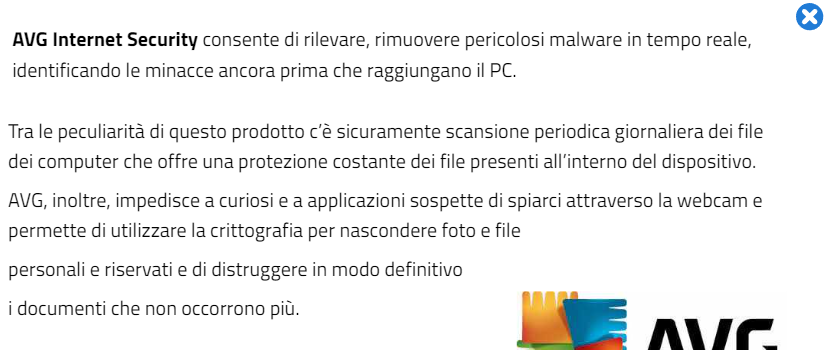 AVG Internet Security consente di rilevare, rimuovere pericolosi malware in tempo reale,
identificando le minacce ancora prima che raggiungano il PC.
Tra le peculiarità di questo prodotto c’è sicuramente scansione periodica giornaliera dei file
dei computer che offre una protezione costante dei file presenti all’interno del dispositivo.
AVG, inoltre, impedisce a curiosi e a applicazioni sospette di spiarci attraverso la webcam e
permette di utilizzare la crittografia per nascondere foto e file
personali e riservati e di distruggere in modo definitivo
i documenti che non occorrono più.
AVG